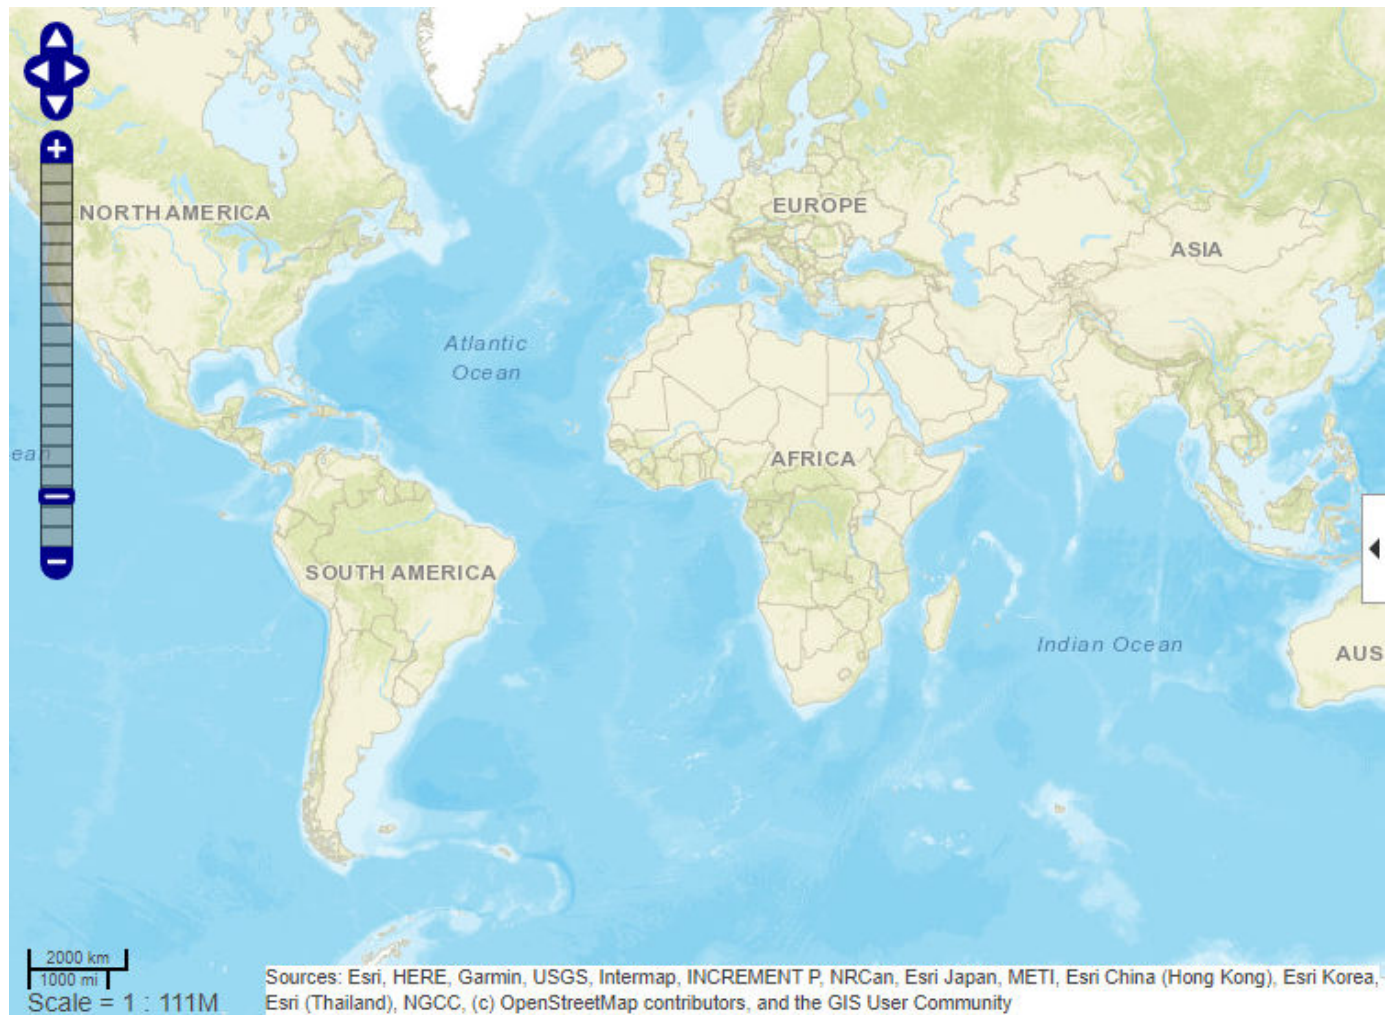 NORTH AMERICA
EUROPE
ASIA
Atlantic
Ocean
ean
AFRICA
SOUTH AMERICA
Indian Ocean
AUS
2000 km
1000 mi
Scale = 1 : 111M
Sources: Esri, HERE, Garmin, USGS, Intermap, INCREMENT P, NRCan, Esri Japan, METI, Esri China (Hong Kong), Esri Korea,
Esri (Thailand), NGCC, (c) OpenStreetMap contributors, and the GIS User Community